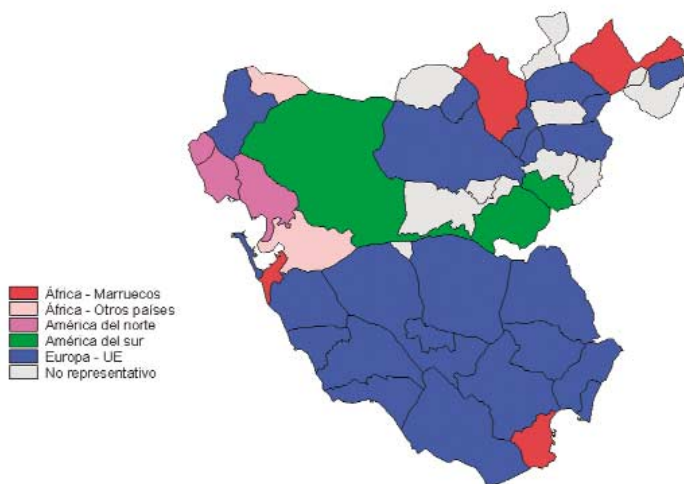 África - Marruecos
África - Otros países
América del norte
América del sur
Europa - UE
No representativo